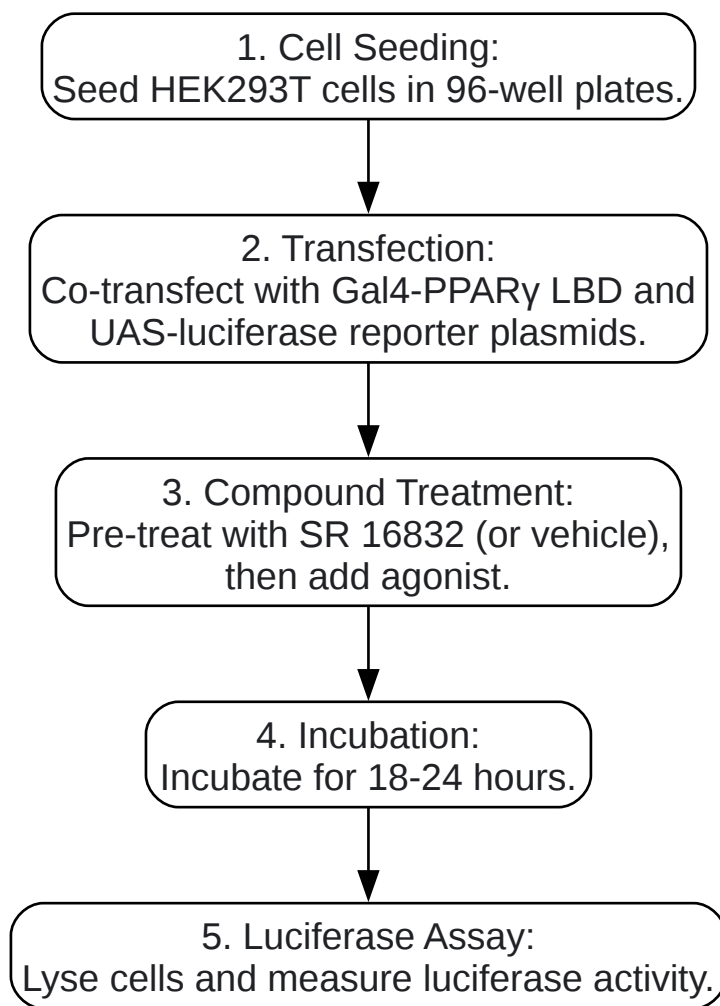 1. Cell Seeding:
Seed HEK293T cells in 96-well plates.
2. Transfection:
Co-transfect with Gal4-PPARγ LBD and
UAS-luciferase reporter plasmids.
3. Compound Treatment:
Pre-treat with SR 16832 (or vehicle),
then add agonist.
4. Incubation:
Incubate for 18-24 hours.
5. Luciferase Assay:
Lyse cells and measure luciferase activity.